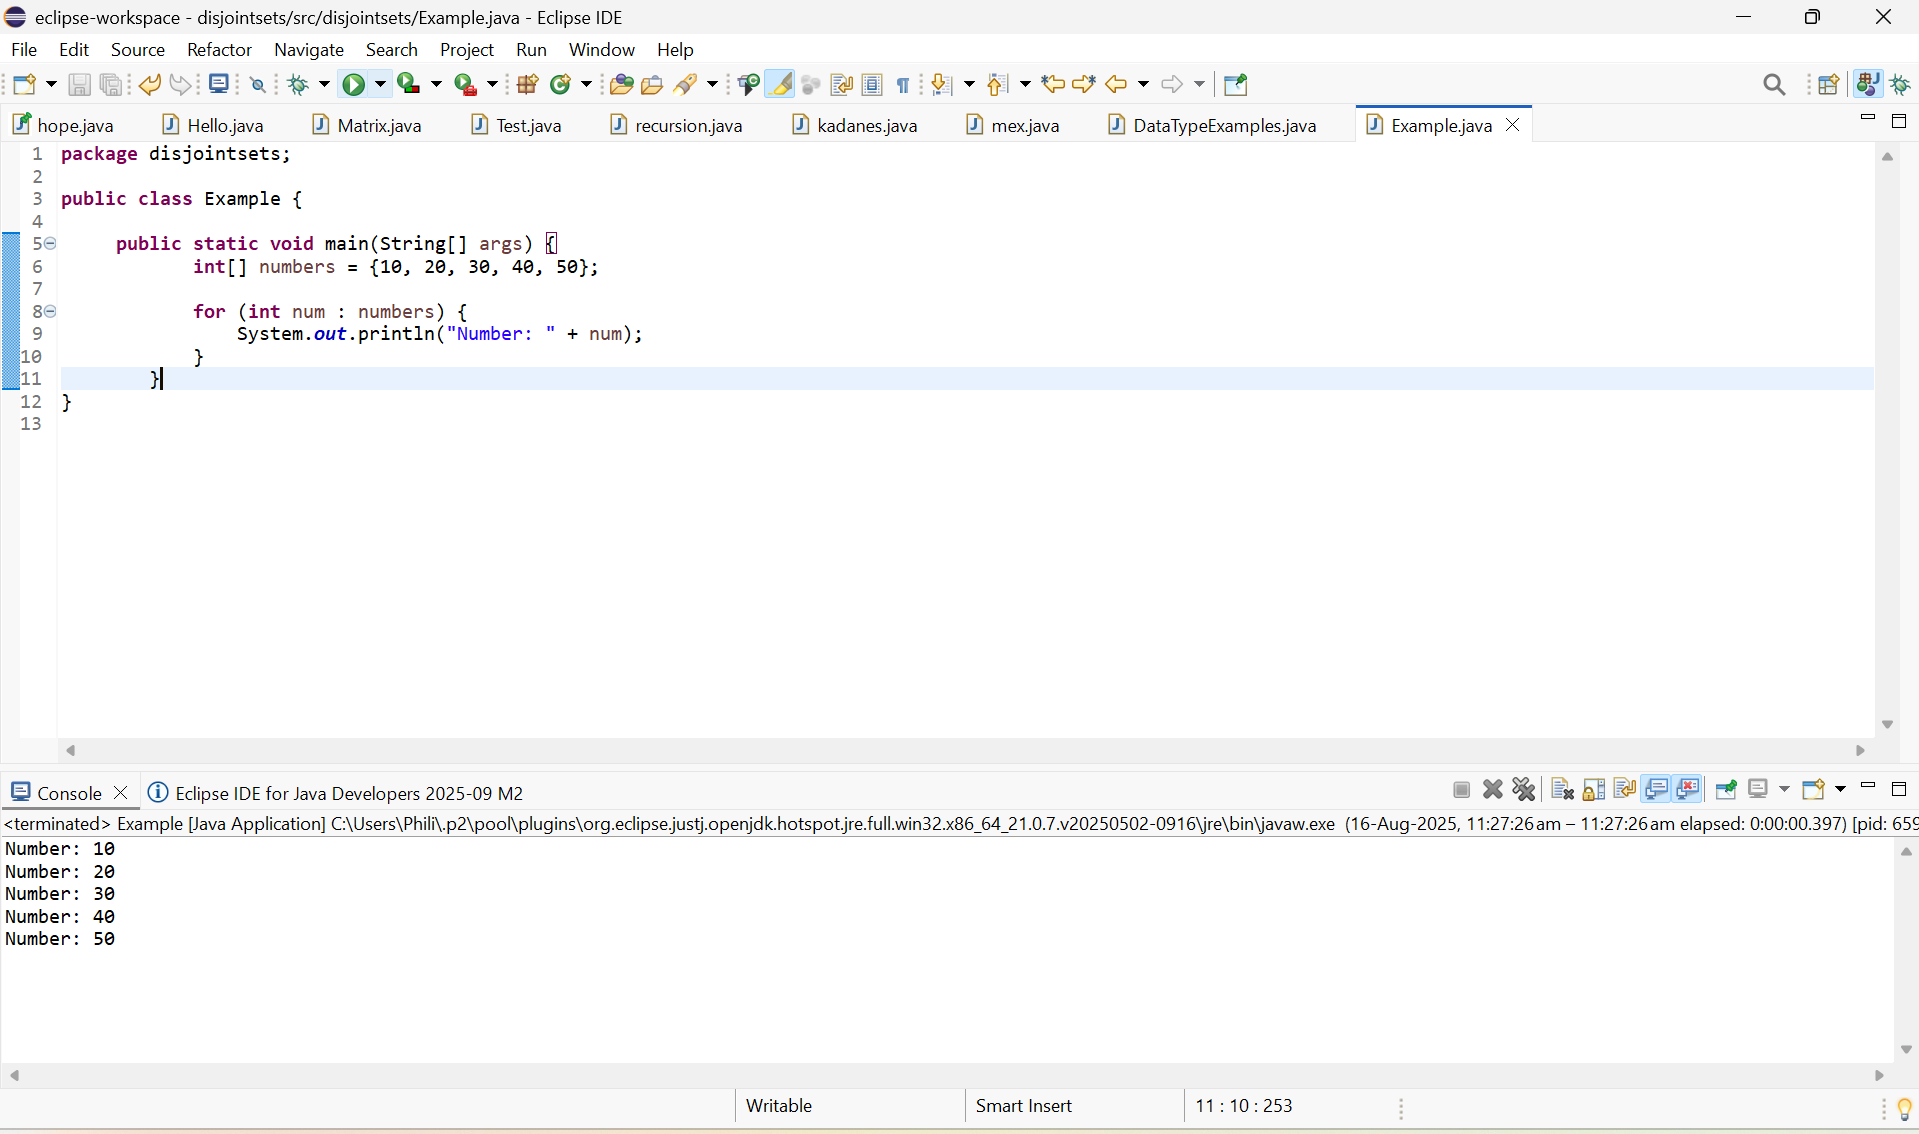 eclipse-workspace - disjointsets/src/disjointsets/Example.java - Eclipse IDE
File Edit Source Refactor Navigate Search Project Run Window Help
hope.java Hello.java Matrix.java Test.java recursion.java kadanes.java mex.java DataTypeExamples.java Example.java
1 package disjointsets;
2
3 public class Example {
4
5 public static void main(String[] args) {
6 int[] numbers = {10, 20, 30, 40, 50};
7
8 for (int num : numbers) {
9 System.out.println("Number: " + num);
10 }
11 }
12 }
13
Console Eclipse IDE for Java Developers 2025-09 M2
<terminated> Example [Java Application] C:\Users\Phili\.p2\pool\plugins\org.eclipse.justj.openjdk.hotspot.jre.full.win32.x86_64_21.0.7.v20250502-0916\jre\bin\javaw.exe (16-Aug-2025, 11:27:26 am – 11:27:26 am elapsed: 0:00:00.397) [pid: 659
Number: 10
Number: 20
Number: 30
Number: 40
Number: 50
Writable Smart Insert 11 : 10 : 253